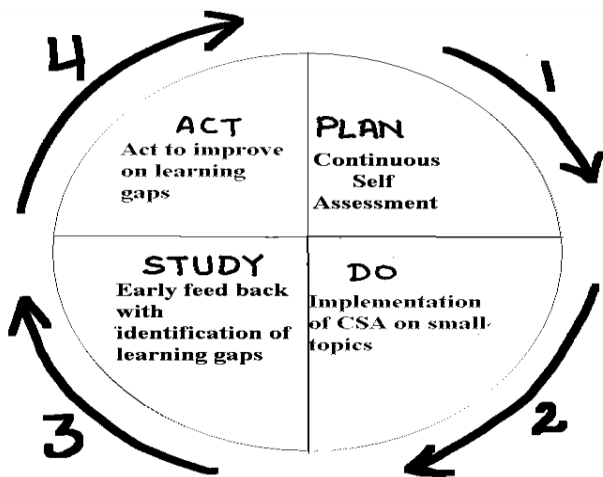 4
1
ACT
Act to improve
on learning
gaps
PLAN
Continuous
Self
Assessment
STUDY
Early feed back
with
identification of
learning gaps
DO
Implementation
of CSA on small
topics
3
2